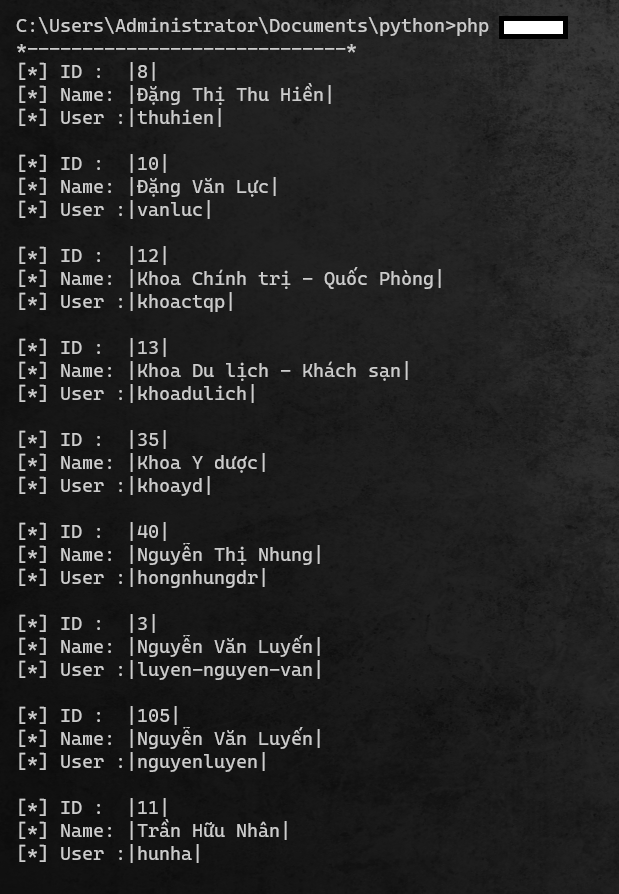 C:\Users\Administrator\Documents\python>php
*-----------------------------*
[*] ID :  |8|
[*] Name: |Đặng Thị Thu Hiền|
[*] User :|thuhien|
[*] ID :  |10|
[*] Name: |Đặng Văn Lực|
[*] User :|vanluc|
[*] ID :  |12|
[*] Name: |Khoa Chính trị - Quốc Phòng|
[*] User :|khoactqp|
[*] ID :  |13|
[*] Name: |Khoa Du lịch - Khách sạn|
[*] User :|khoadulich|
[*] ID :  |35|
[*] Name: |Khoa Y dược|
[*] User :|khoayd|
[*] ID :  |40|
[*] Name: |Nguyễn Thị Nhung|
[*] User :|hongnhungdr|
[*] ID :  |3|
[*] Name: |Nguyễn Văn Luyến|
[*] User :|luyen-nguyen-van|
[*] ID :  |105|
[*] Name: |Nguyễn Văn Luyến|
[*] User :|nguyenluyen|
[*] ID :  |11|
[*] Name: |Trần Hữu Nhân|
[*] User :|hunha|